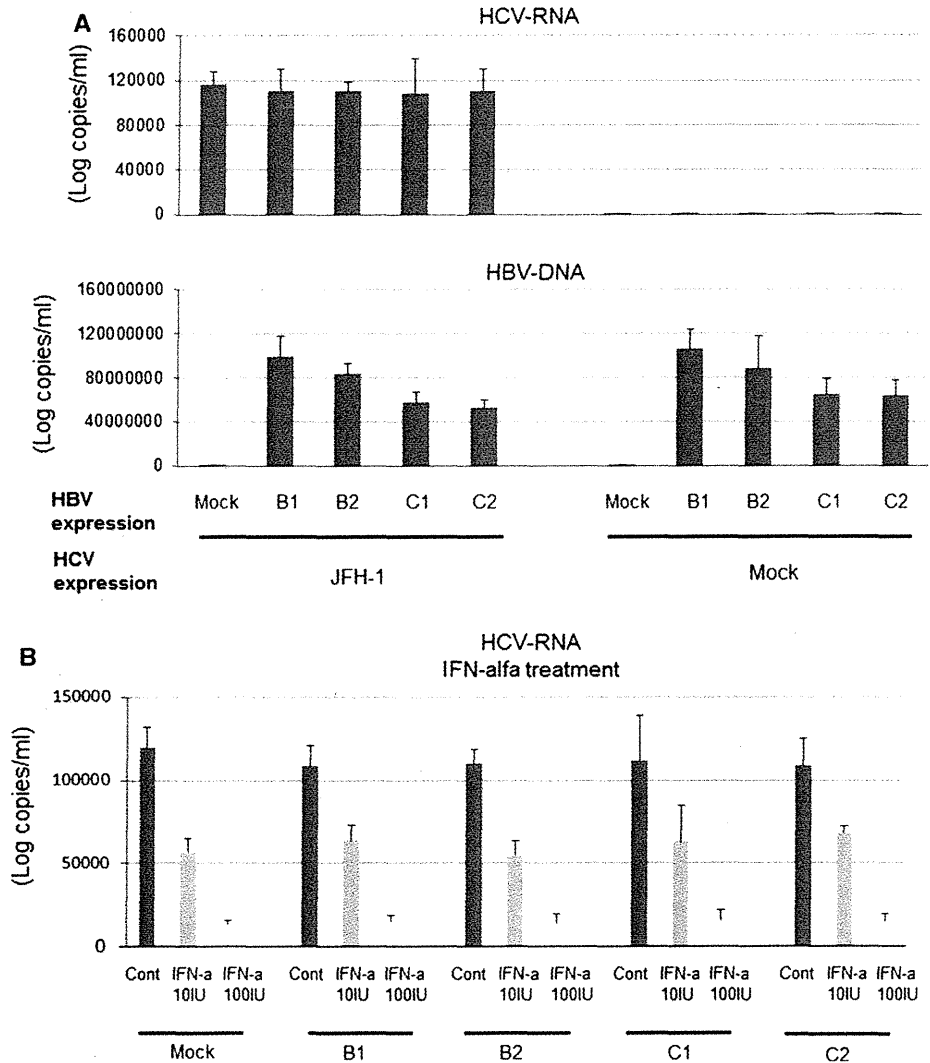 A
HCV-RNA
(Log copies/ml)
160000
120000
80000
40000
0
HBV-DNA
(Log copies/ml)
160000000
120000000
80000000
40000000
0
HBV expression
Mock B1 B2 C1 C2 Mock B1 B2 C1 C2
HCV expression
JFH-1 Mock
B
HCV-RNA
IFN-alfa treatment
(Log copies/ml)
150000
100000
50000
0
Cont IFN-a 10IU IFN-a 100IU Cont IFN-a 10IU IFN-a 100IU Cont IFN-a 10IU IFN-a 100IU Cont IFN-a 10IU IFN-a 100IU Cont IFN-a 10IU IFN-a 100IU
Mock B1 B2 C1 C2